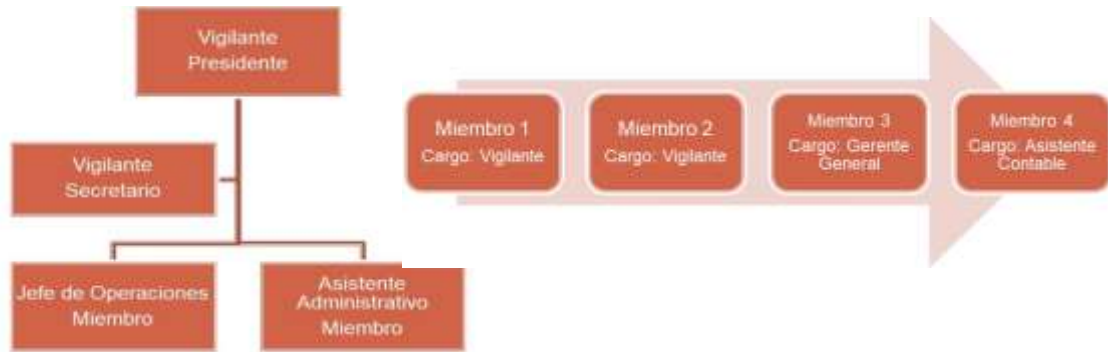 Vigilante
Presidente
Vigilante
Secretario
Jefe de Operaciones
Miembro
Asistente
Administrativo
Miembro
Miembro 1
Cargo: Vigilante
Miembro 2
Cargo: Vigilante
Miembro 3
Cargo: Gerente
General
Miembro 4
Cargo: Asistente
Contable